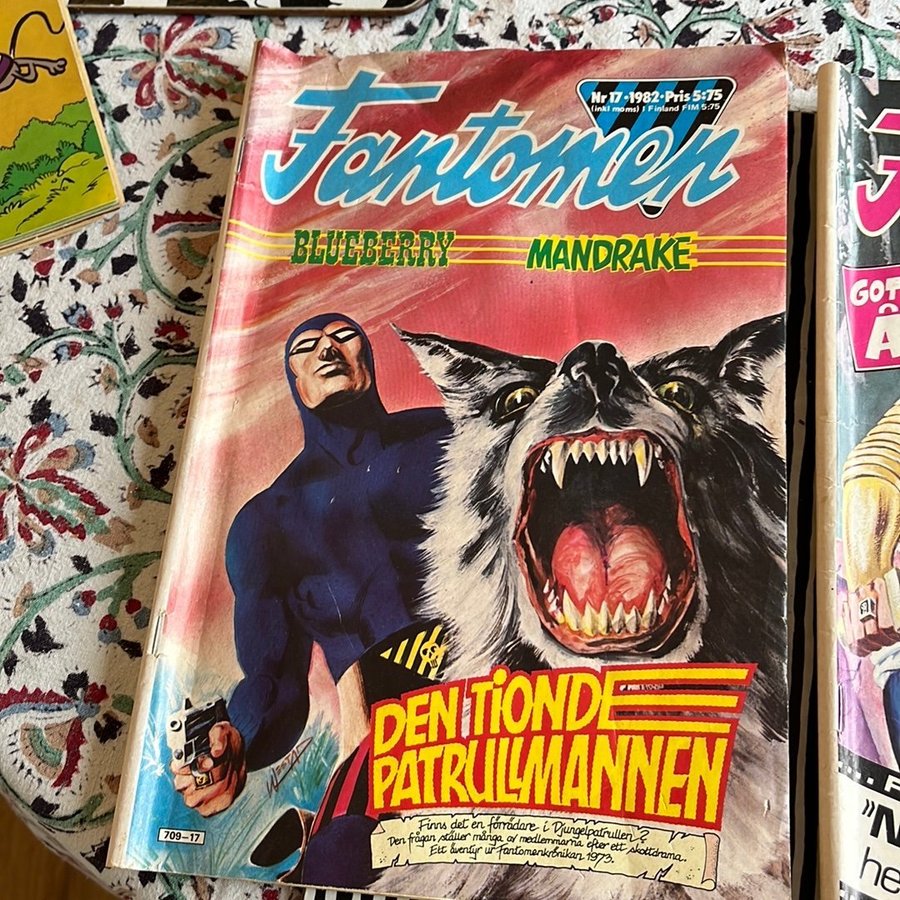 Nr 17 • 1982 • Pris 5:75
(inkl moms) I Finland FIM 5:75
Fantomen
BLUEBERRY MANDRAKE
DEN TIONDE
PATRULLMANNEN
Finns det en förrädare i Djungelpatrullen?
Den frågan ställer många av medlemmarna efter ett skottdrama.
Ett äventyr ur Fantomenkrönikan 1973.
709-17
GOT
"N
he